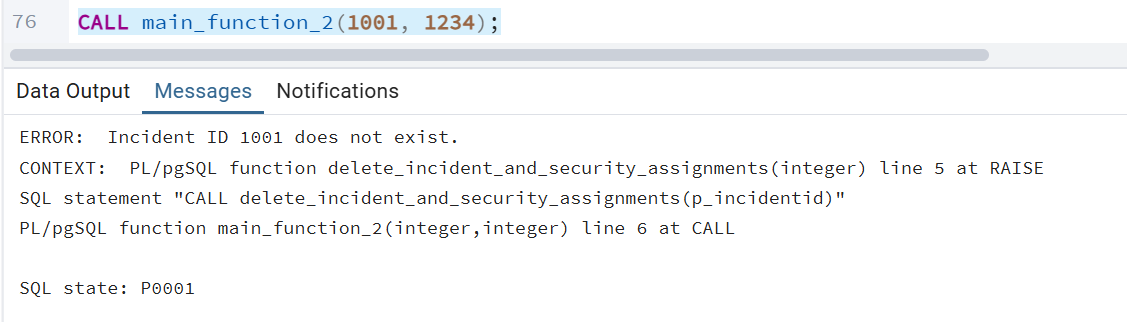 76 CALL main_function_2(1001, 1234);
Data Output Messages Notifications
ERROR:  Incident ID 1001 does not exist.
CONTEXT:  PL/pgSQL function delete_incident_and_security_assignments(integer) line 5 at RAISE
SQL statement "CALL delete_incident_and_security_assignments(p_incidentid)"
PL/pgSQL function main_function_2(integer,integer) line 6 at CALL
SQL state: P0001